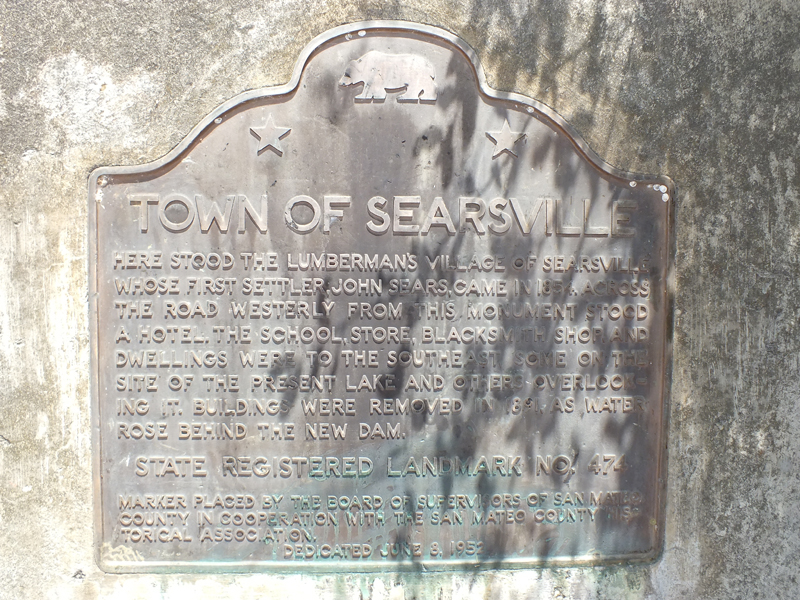 TOWN OF SEARSVILLE
HERE STOOD THE LUMBERMAN'S VILLAGE OF SEARSVILLE
WHOSE FIRST SETTLER, JOHN SEARS, CAME IN 1854. ACROSS
THE ROAD WESTERLY FROM THIS MONUMENT STOOD
A HOTEL. THE SCHOOL, STORE, BLACKSMITH SHOP AND
DWELLINGS WERE TO THE SOUTHEAST, SOME ON THE
SITE OF THE PRESENT LAKE AND OTHERS OVERLOOK-
ING IT. BUILDINGS WERE REMOVED IN 1891 AS WATER
ROSE BEHIND THE NEW DAM.
STATE REGISTERED LANDMARK NO. 474
MARKER PLACED BY THE BOARD OF SUPERVISORS OF SAN MATEO
COUNTY IN COOPERATION WITH THE SAN MATEO COUNTY HIS-
TORICAL ASSOCIATION.
DEDICATED JUNE 8, 1952